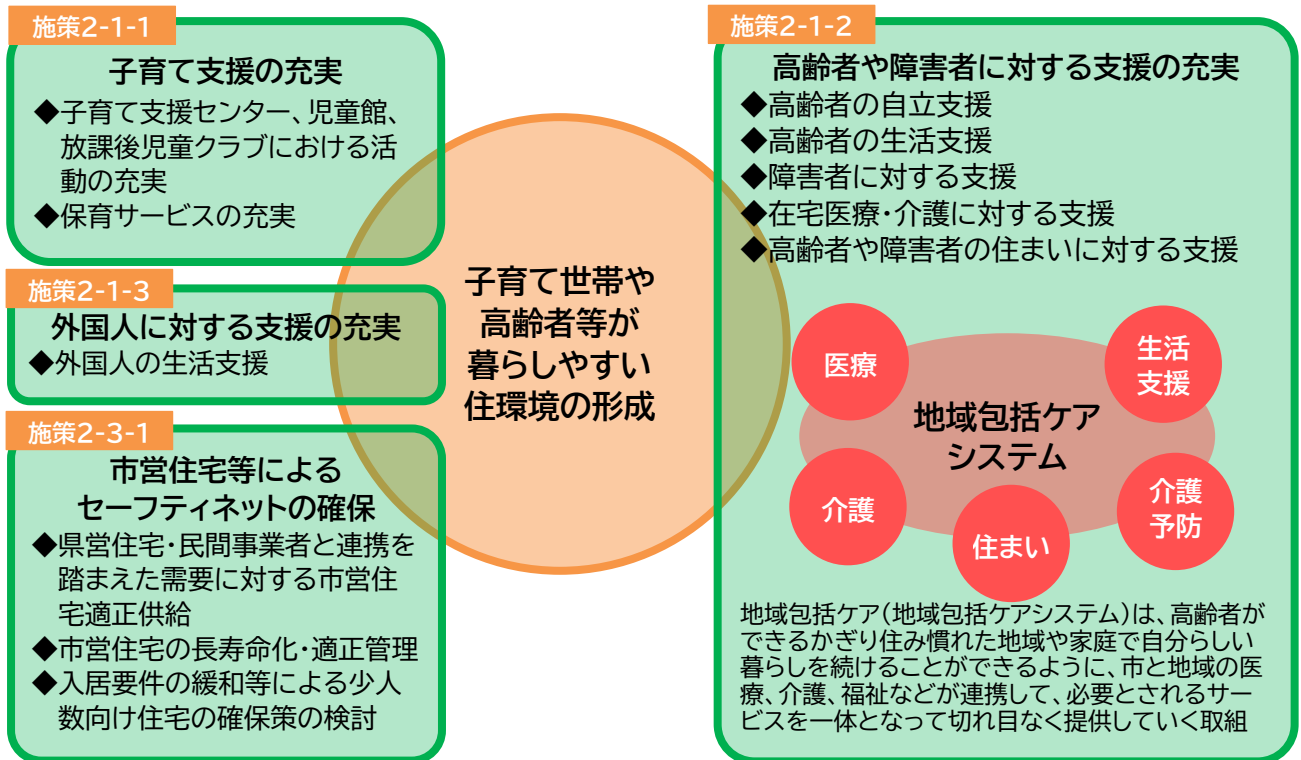 施策2-1-1
子育て支援の充実
◆子育て支援センター、児童館、
放課後児童クラブにおける活
動の充実
◆保育サービスの充実
施策2-1-3
外国人に対する支援の充実
◆外国人の生活支援
施策2-3-1
市営住宅等による
セーフティネットの確保
◆県営住宅・民間事業者と連携を
踏まえた需要に対する市営住
宅適正供給
◆市営住宅の長寿命化・適正管理
◆入居要件の緩和等による少人
数向け住宅の確保策の検討
子育て世帯や
高齢者等が
暮らしやすい
住環境の形成
施策2-1-2
高齢者や障害者に対する支援の充実
◆高齢者の自立支援
◆高齢者の生活支援
◆障害者に対する支援
◆在宅医療・介護に対する支援
◆高齢者や障害者の住まいに対する支援
医療
生活
支援
地域包括ケア
システム
介護
住まい
介護
予防
地域包括ケア(地域包括ケアシステム)は、高齢者が
できるかぎり住み慣れた地域や家庭で自分らしい
暮らしを続けることができるように、市と地域の医
療、介護、福祉などが連携して、必要とされるサー
ビスを一体となって切れ目なく提供していく取組